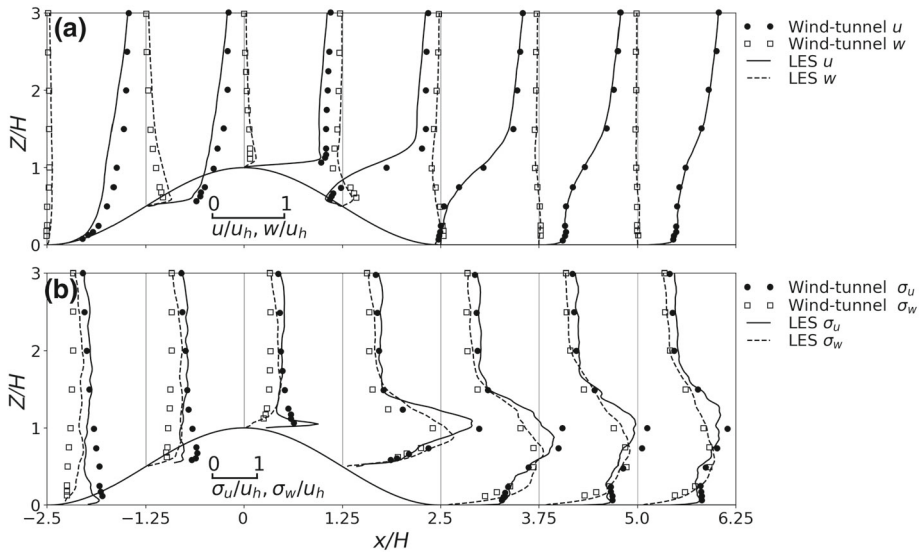 (a)
3
2
1
0
Z/H
0 1
u/u_h, w/u_h
Wind-tunnel u
Wind-tunnel w
LES u
LES w
(b)
3
2
1
0
Z/H
0 1
σ_u/u_h, σ_w/u_h
Wind-tunnel σ_u
Wind-tunnel σ_w
LES σ_u
LES σ_w
−2.5 −1.25 0 1.25 2.5 3.75 5.0 6.25
x/H